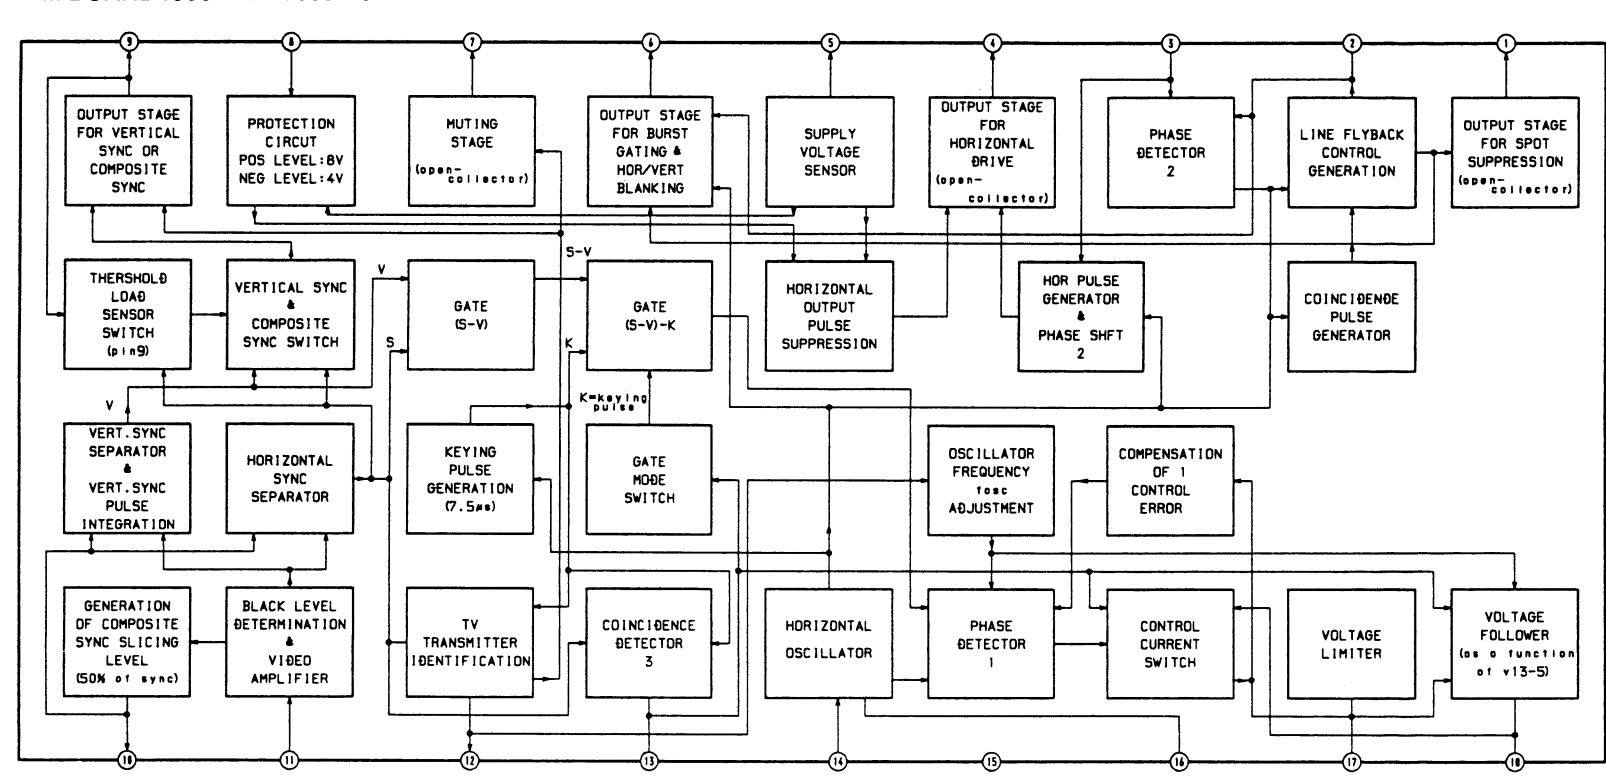 9 8 7 6 5 4 3 2 1
OUTPUT STAGE
FOR VERTICAL
SYNC OR
COMPOSITE
SYNC
PROTECTION
CIRCUT
POS LEVEL:8V
NEG LEVEL:4V
MUTING
STAGE
(open-
collector)
OUTPUT STAGE
FOR BURST
GATING &
HOR/VERT
BLANKING
SUPPLY
VOLTAGE
SENSOR
OUTPUT STAGE
FOR
HORIZONTAL
DRIVE
(open-
collector)
PHASE
DETECTOR
2
LINE FLYBACK
CONTROL
GENERATION
OUTPUT STAGE
FOR SPOT
SUPPRESSION
(open-
collector)
THERSHOLD
LOAD
SENSOR
SWITCH
(pin9)
VERTICAL SYNC
&
COMPOSITE
SYNC SWITCH
V
S
GATE
(S-V)
S-V
K
GATE
(S-V)-K
HORIZONTAL
OUTPUT
PULSE
SUPPRESSION
HOR PULSE
GENERATOR
&
PHASE SHFT
2
COINCIDENDE
PULSE
GENERATOR
V
K=keying
pulse
VERT.SYNC
SEPARATOR
&
VERT.SYNC
PULSE
INTEGRATION
HORIZONTAL
SYNC
SEPARATOR
KEYING
PULSE
GENERATION
(7.5µs)
GATE
MODE
SWITCH
OSCILLATOR
FREQUENCY
fosc
ADJUSTMENT
COMPENSATION
OF 1
CONTROL
ERROR
GENERATION
OF COMPOSITE
SYNC SLICING
LEVEL
(50% of sync)
BLACK LEVEL
DETERMINATION
&
VIDEO
AMPLIFIER
TV
TRANSMITTER
IDENTIFICATION
COINCIDENCE
DETECTOR
3
HORIZONTAL
OSCILLATOR
PHASE
DETECTOR
1
CONTROL
CURRENT
SWITCH
VOLTAGE
LIMITER
VOLTAGE
FOLLOWER
(as a function
of v13-5)
10 11 12 13 14 15 16 17 18